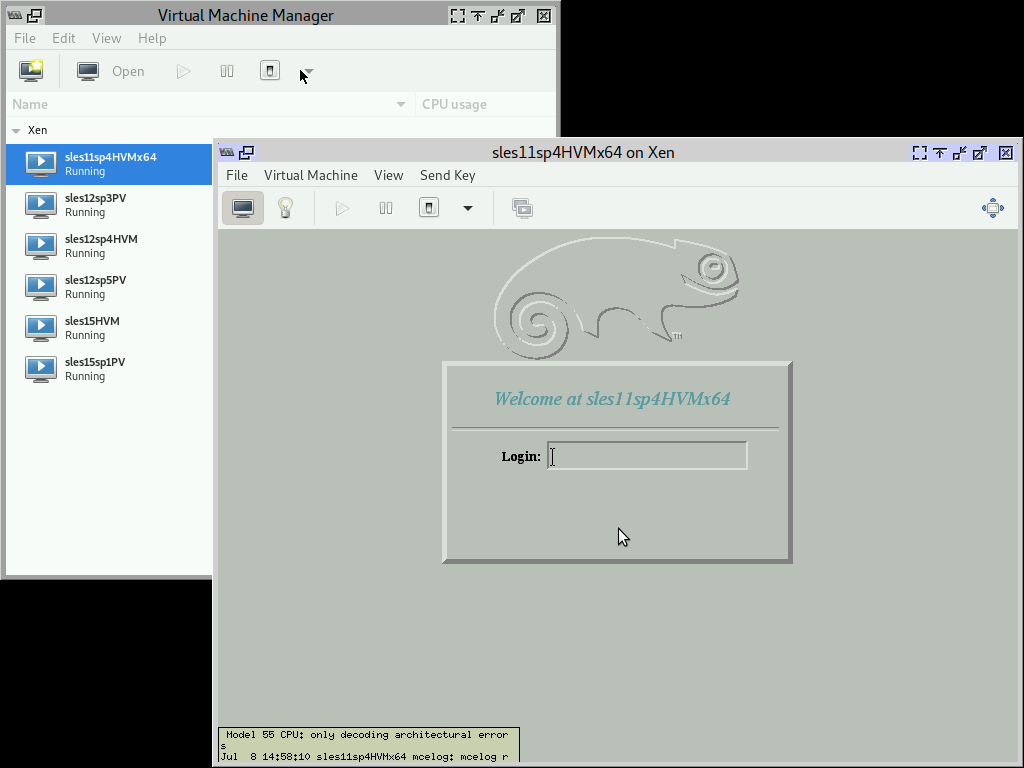 Virtual Machine Manager
File Edit View Help
Open
Name CPU usage
Xen
sles11sp4HVMx64
Running
sles12sp3PV
Running
sles12sp4HVM
Running
sles12sp5PV
Running
sles15HVM
Running
sles15sp1PV
Running
sles11sp4HVMx64 on Xen
File Virtual Machine View Send Key
TM
Welcome at sles11sp4HVMx64
Login:
Model 55 CPU: only decoding architectural error
s
Jul 8 14:58:10 sles11sp4HVMx64 mcelog: mcelog r